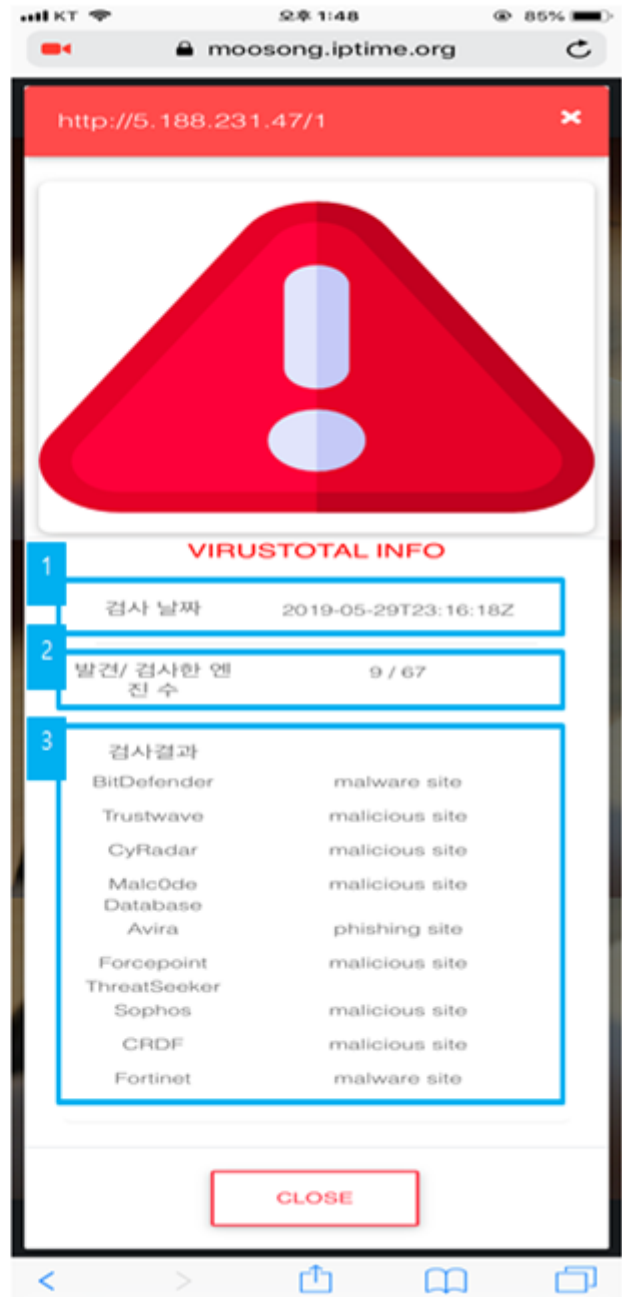 KT 오후 1:48 85%
moosong.iptime.org
http://5.188.231.47/1
VIRUSTOTAL INFO
1
검사 날짜 2019-05-29T23:16:18Z
2
발견/ 검사한 엔 9 / 67
진 수
3
검사결과
BitDefender malware site
Trustwave malicious site
CyRadar malicious site
Malc0de malicious site
Database
Avira phishing site
Forcepoint malicious site
ThreatSeeker
Sophos malicious site
CRDF malicious site
Fortinet malware site
CLOSE